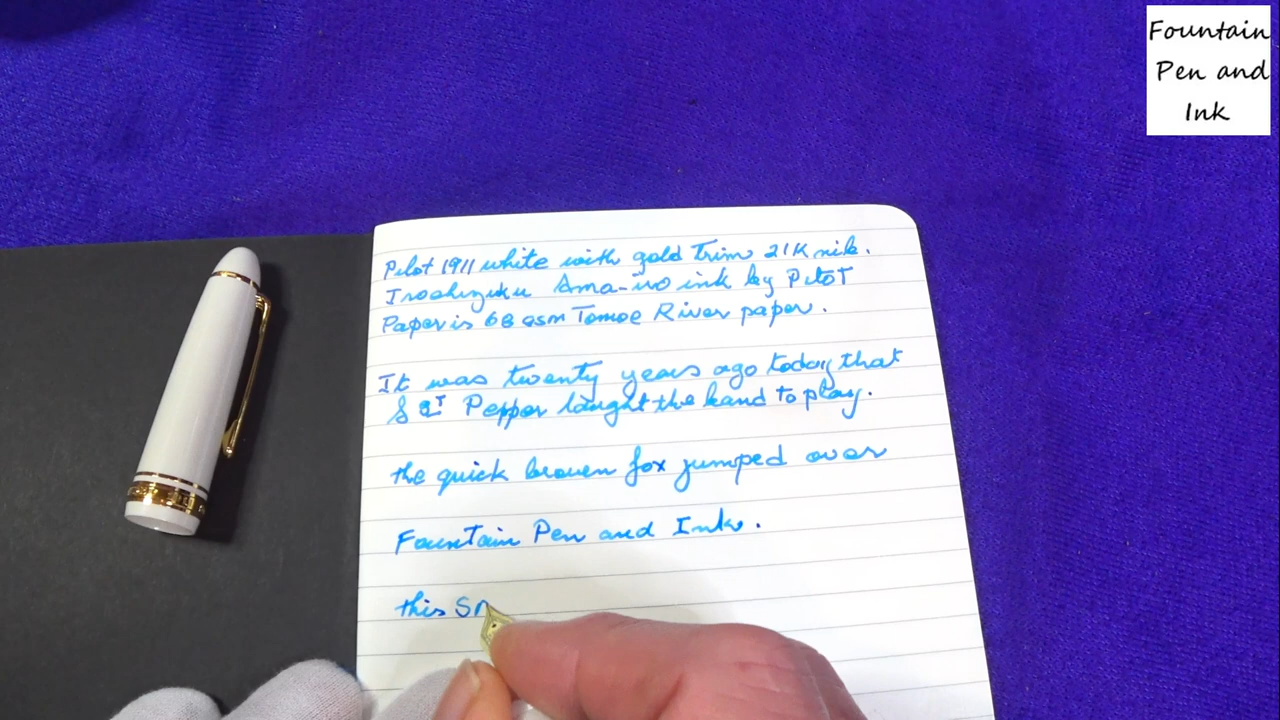 Fountain
Pen and
Ink
Pilot 1911 white with gold Trim 21K nib.
Iroshizuku Ama-iro ink by Pilot
Paper is 68 gsm Tomoe River paper.
It was twenty years ago today that
Sgt Pepper taught the band to play.
the quick brown fox jumped over
Fountain Pen and Ink.
this